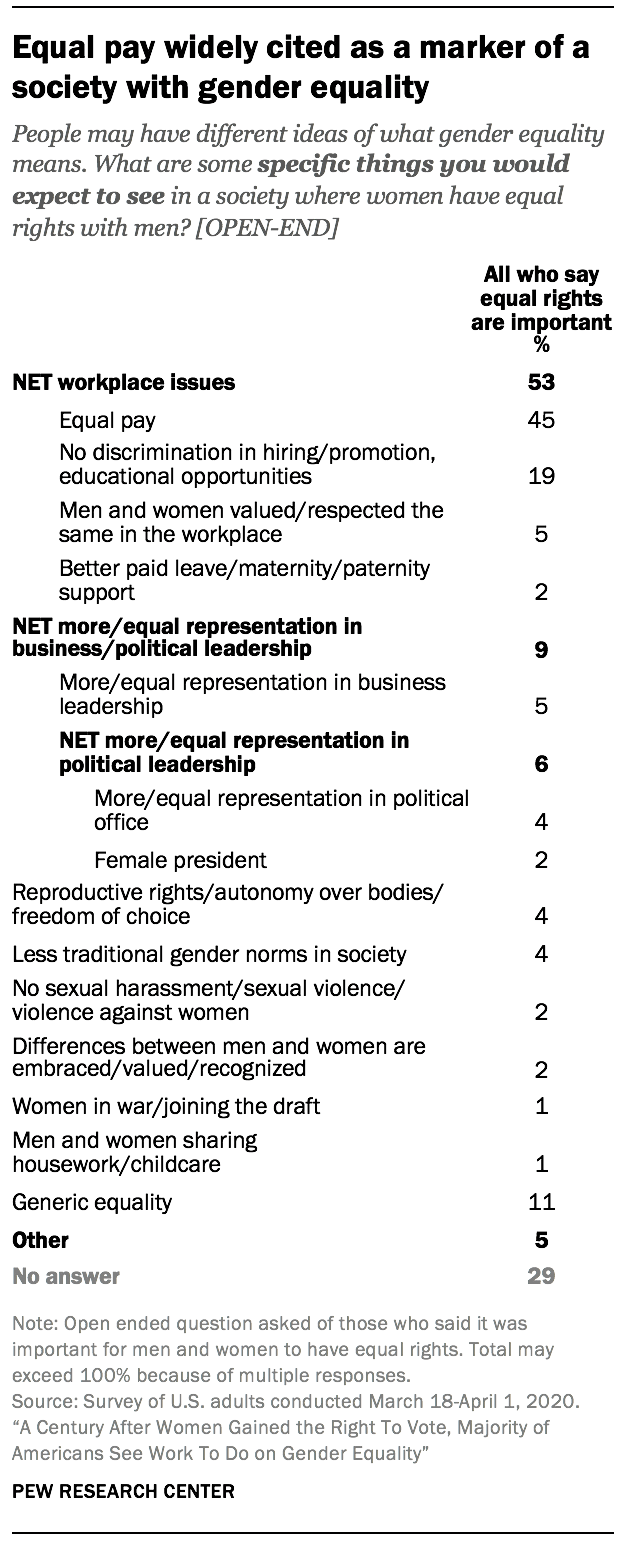 Equal pay widely cited as a marker of a
society with gender equality
People may have different ideas of what gender equality
means. What are some specific things you would
expect to see in a society where women have equal
rights with men? [OPEN-END]
All who say
equal rights
are important
%
NET workplace issues 53
Equal pay 45
No discrimination in hiring/promotion,
educational opportunities 19
Men and women valued/respected the
same in the workplace 5
Better paid leave/maternity/paternity
support 2
NET more/equal representation in
business/political leadership 9
More/equal representation in business
leadership 5
NET more/equal representation in
political leadership 6
More/equal representation in political
office 4
Female president 2
Reproductive rights/autonomy over bodies/
freedom of choice 4
Less traditional gender norms in society 4
No sexual harassment/sexual violence/
violence against women 2
Differences between men and women are
embraced/valued/recognized 2
Women in war/joining the draft 1
Men and women sharing
housework/childcare 1
Generic equality 11
Other 5
No answer 29
Note: Open ended question asked of those who said it was
important for men and women to have equal rights. Total may
exceed 100% because of multiple responses.
Source: Survey of U.S. adults conducted March 18-April 1, 2020.
“A Century After Women Gained the Right To Vote, Majority of
Americans See Work To Do on Gender Equality”
PEW RESEARCH CENTER